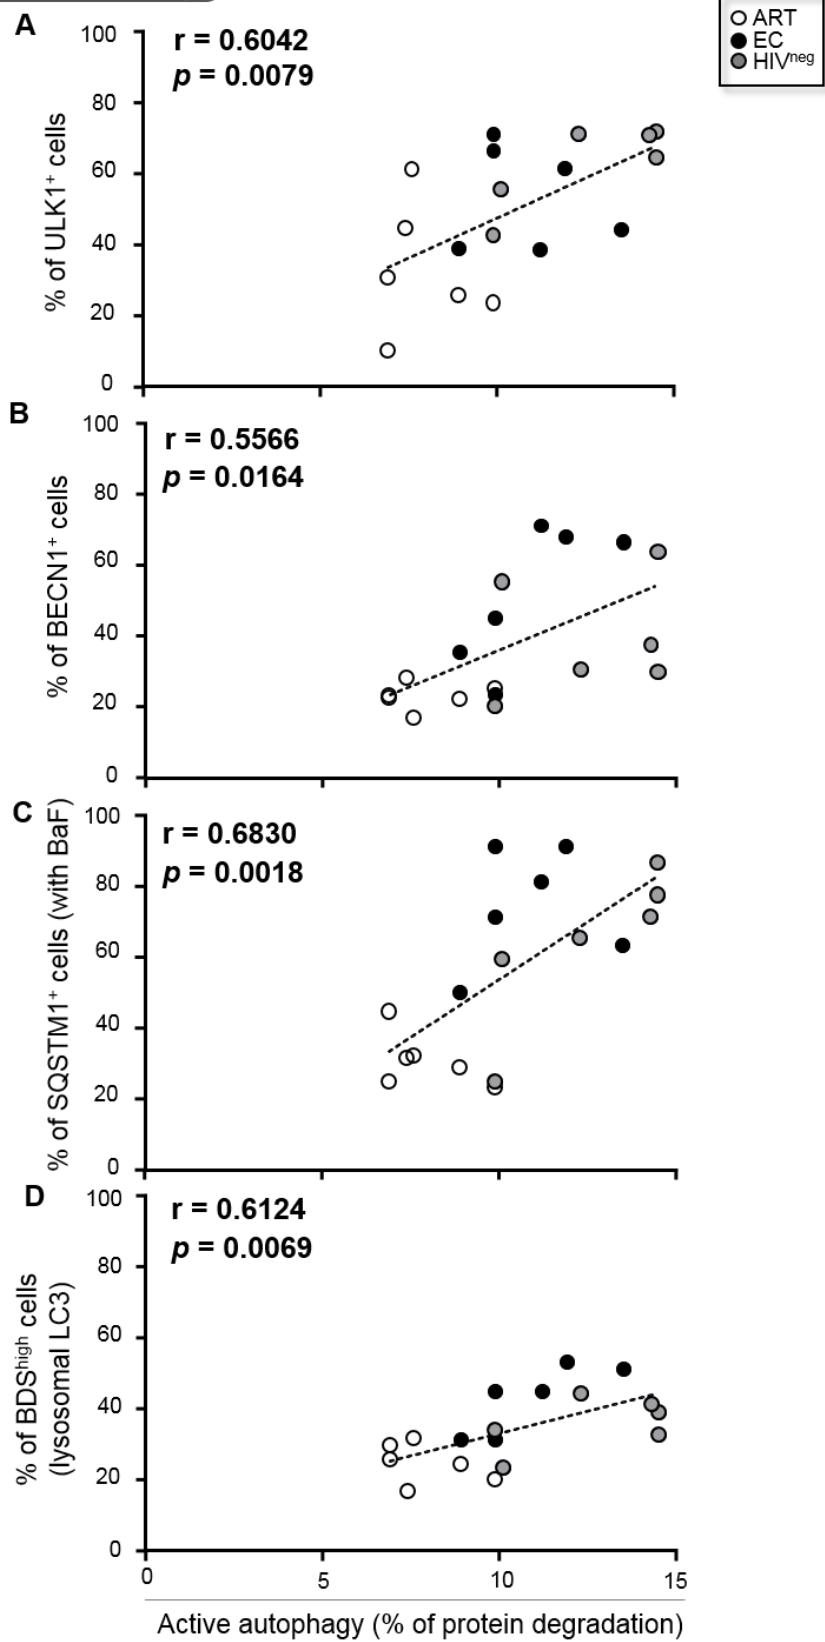 ART
EC
HIVneg
A
r = 0.6042
p = 0.0079
% of ULK1+ cells
100
80
60
40
20
0
B
r = 0.5566
p = 0.0164
% of BECN1+ cells
100
80
60
40
20
0
C
r = 0.6830
p = 0.0018
% of SQSTM1+ cells (with BaF)
100
80
60
40
20
0
D
r = 0.6124
p = 0.0069
% of BDShigh cells
(lysosomal LC3)
100
80
60
40
20
0
0 5 10 15
Active autophagy (% of protein degradation)